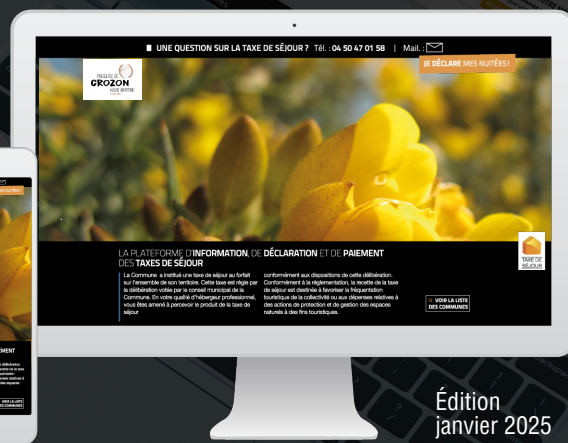 UNE QUESTION SUR LA TAXE DE SÉJOUR ? Tél. : 04 50 47 01 58 | Mail. :
JE DÉCLARE MES NUITÉES !
PRESQU'ÎLE DE
CROZON
TAXE DE
SÉJOUR
LA PLATEFORME D'INFORMATION, DE DÉCLARATION ET DE PAIEMENT
DES TAXES DE SÉJOUR
La Commune a institué une taxe de séjour au forfait
sur l'ensemble de son territoire. Cette taxe est régie par
la délibération votée par le conseil municipal de la
Commune. En votre qualité d'hébergeur professionnel,
vous êtes amené à percevoir le produit de la taxe de
séjour
conformément aux dispositions de cette délibération.
Conformément à la réglementation, la recette de la taxe
de séjour est destinée à favoriser la fréquentation
touristique de la collectivité ou aux dépenses relatives à
des actions de protection et de gestion des espaces
naturels à des fins touristiques.
VOIR LA LISTE
DES COMMUNES
Édition
janvier 2025